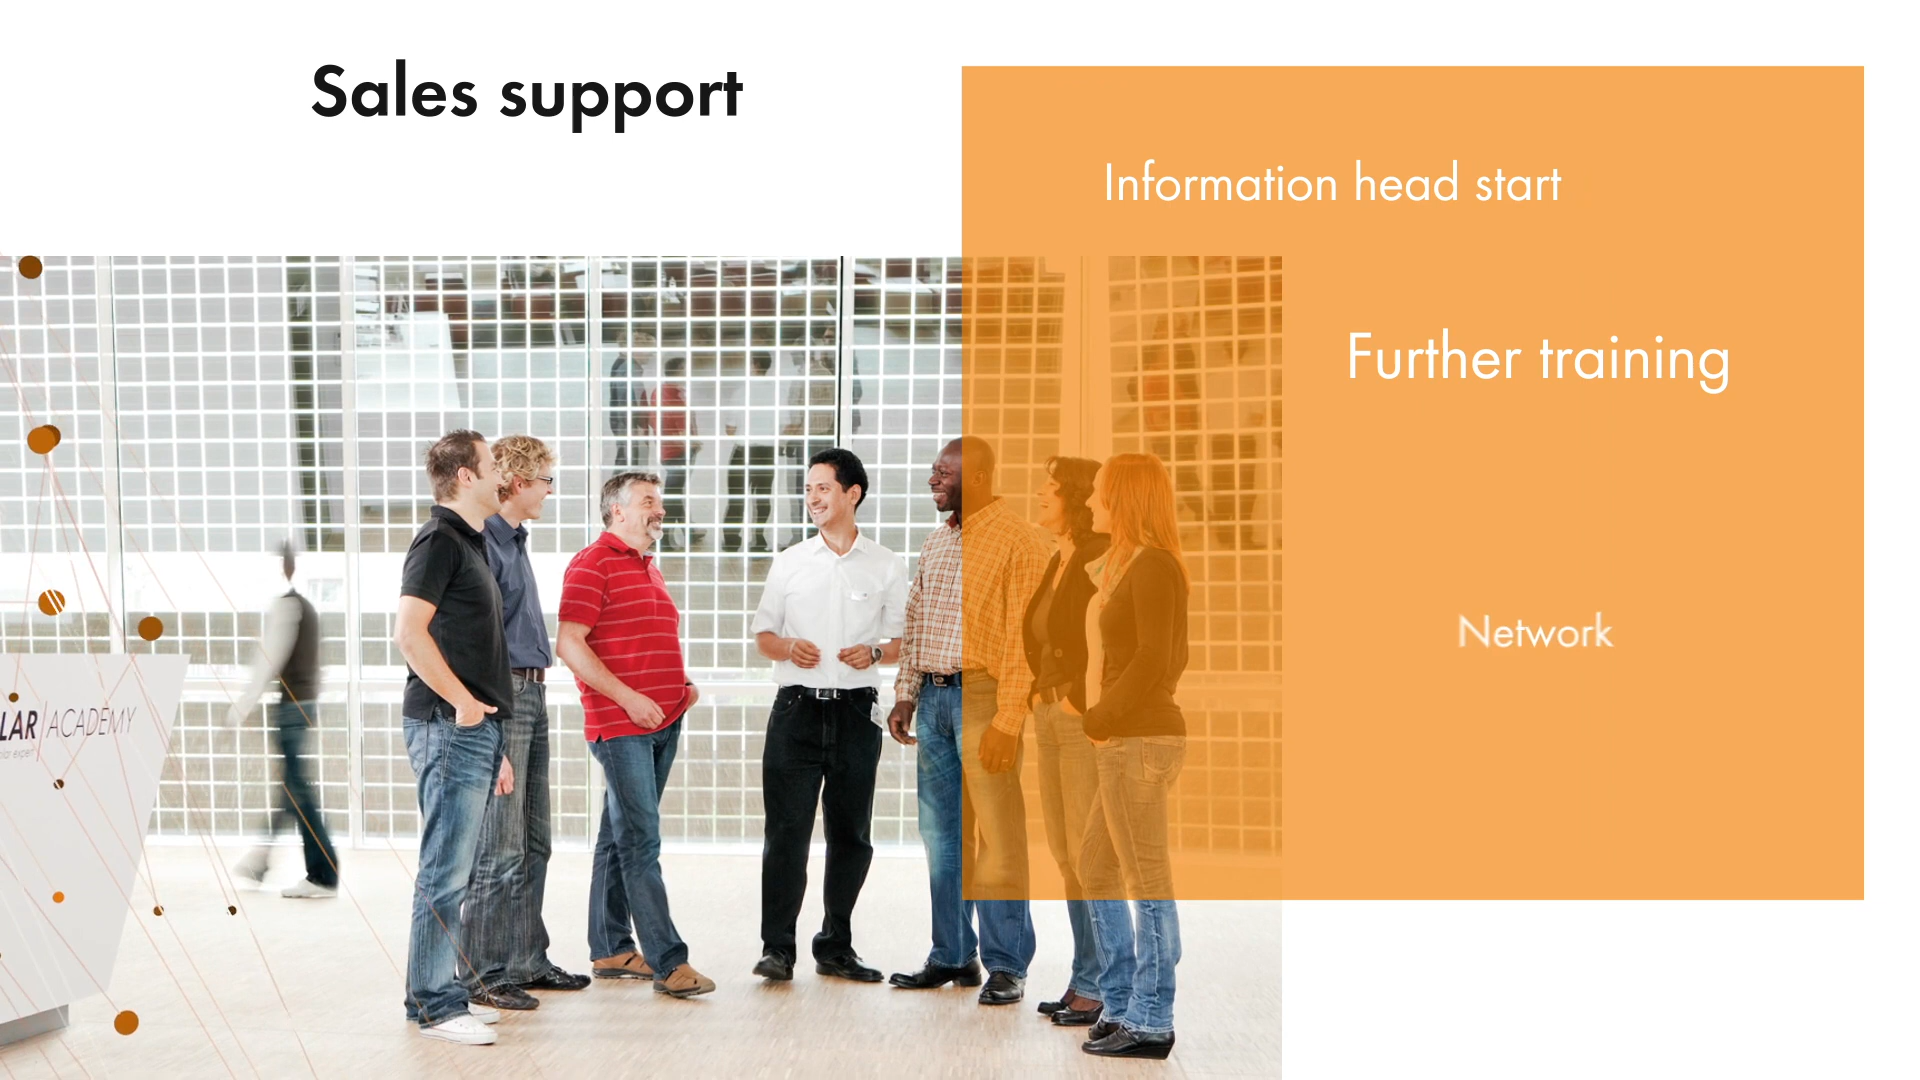 Sales support
Information head start
Further training
Network
LAR|ACADEMY